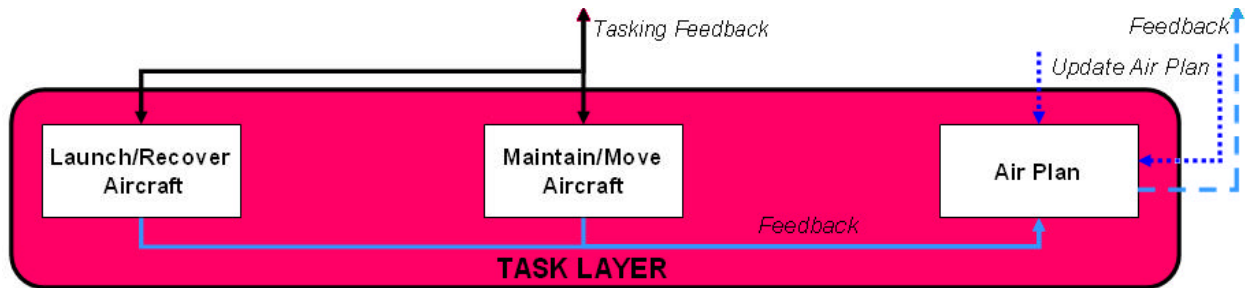 Feedback
Tasking Feedback
Update Air Plan
Launch/Recover
Aircraft
Maintain/Move
Aircraft
Air Plan
Feedback
TASK LAYER